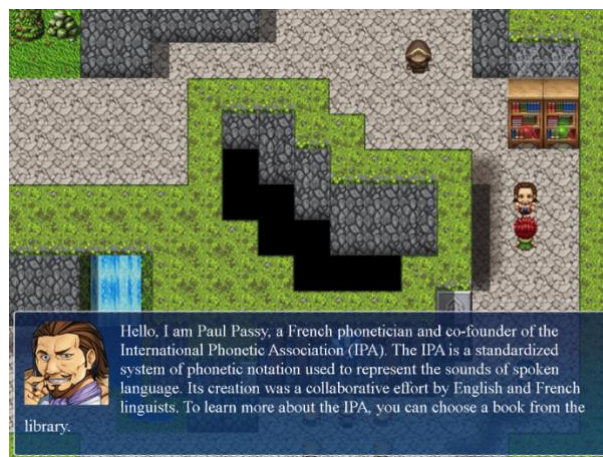 Hello, I am Paul Passy, a French phonetician and co-founder of the
International Phonetic Association (IPA). The IPA is a standardized
system of phonetic notation used to represent the sounds of spoken
language. Its creation was a collaborative effort by English and French
linguists. To learn more about the IPA, you can choose a book from the
library.